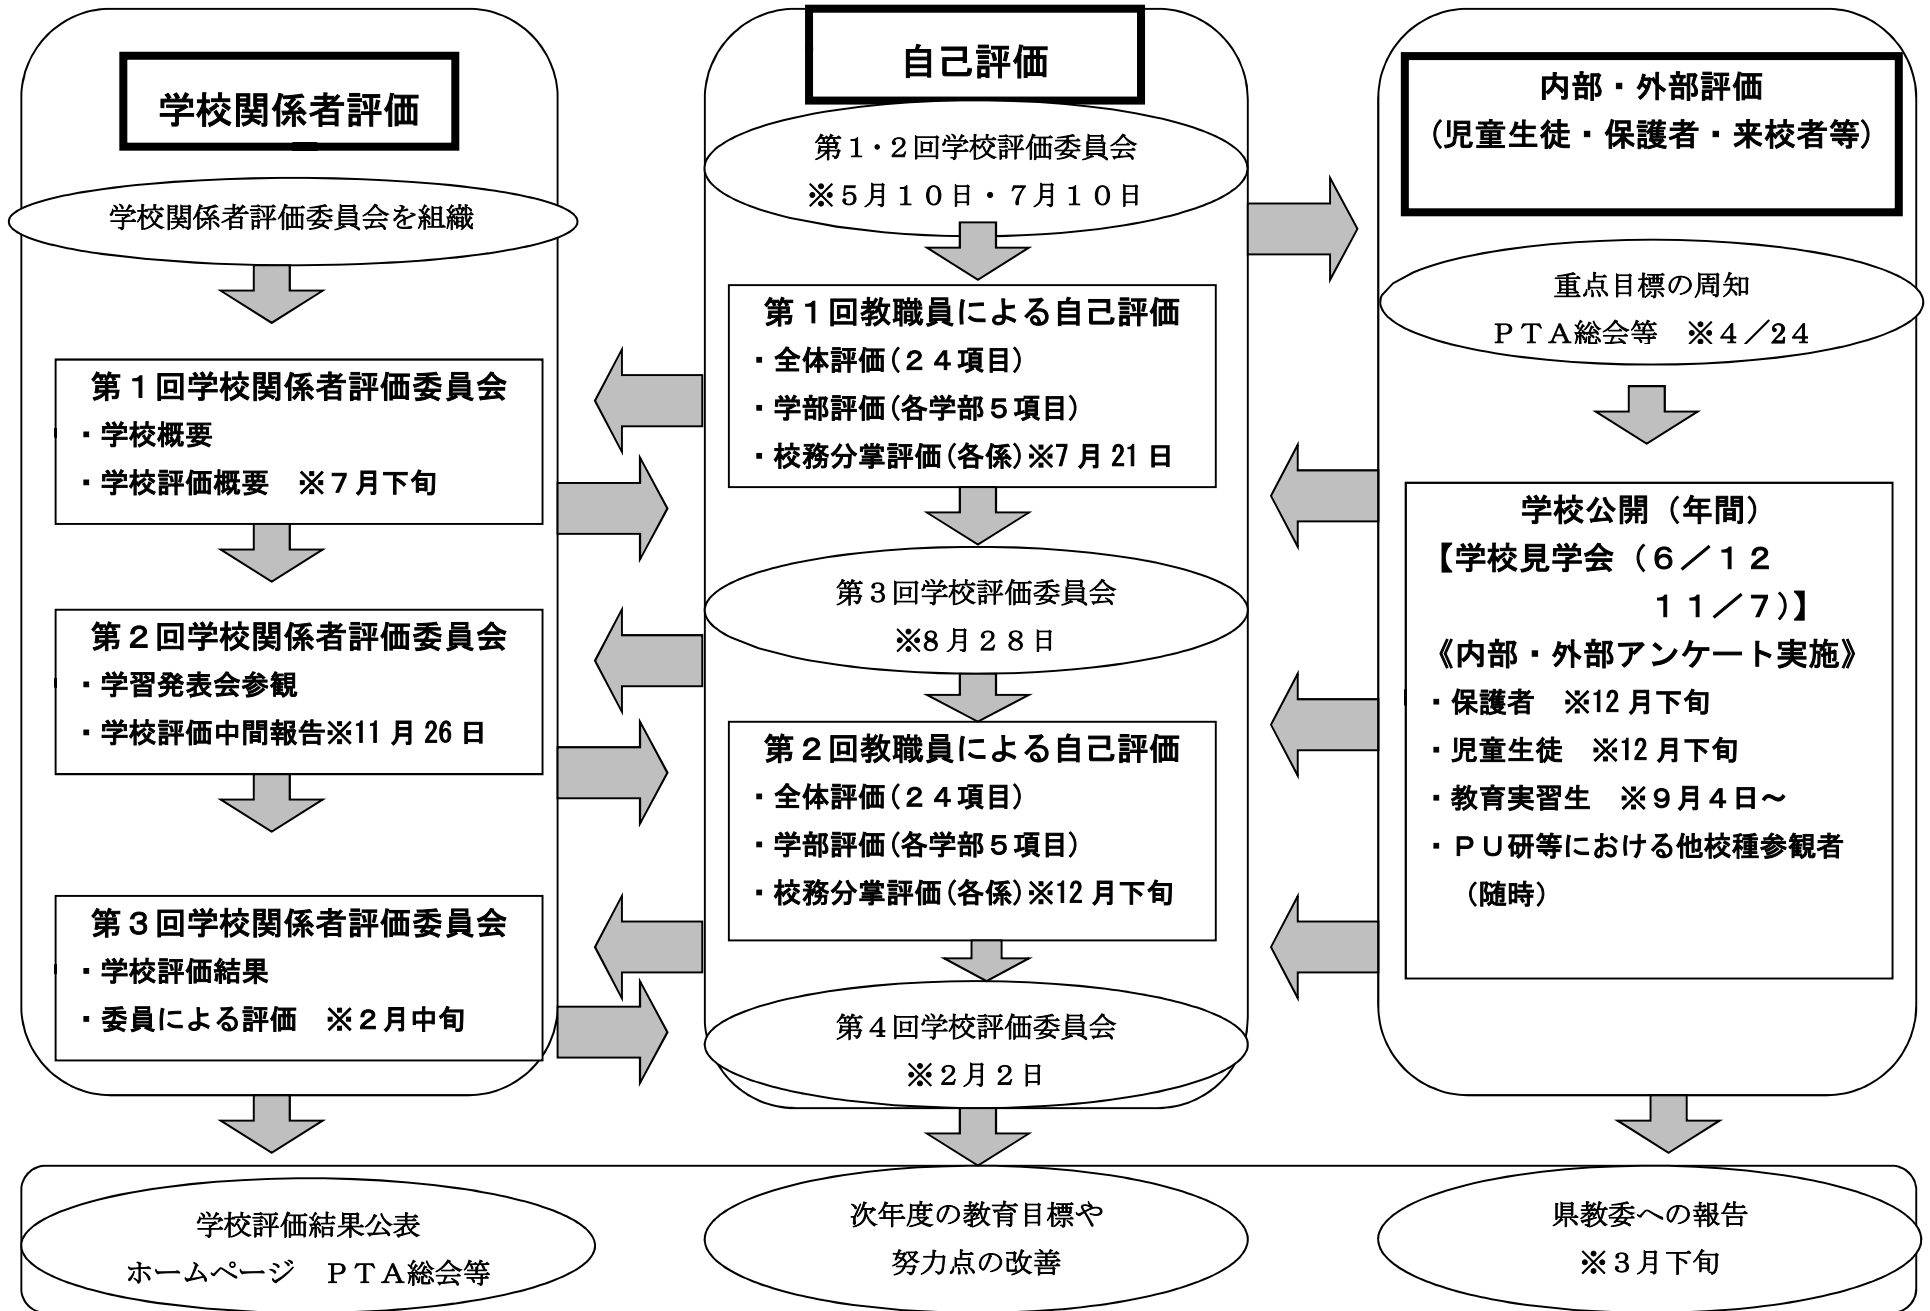 学校関係者評価
学校関係者評価委員会を組織
第１回学校関係者評価委員会
・学校概要
・学校評価概要　※７月下旬
第２回学校関係者評価委員会
・学習発表会参観
・学校評価中間報告※11月26日
第３回学校関係者評価委員会
・学校評価結果
・委員による評価　※２月中旬
自己評価
第１・２回学校評価委員会
※５月１０日・７月１０日
第１回教職員による自己評価
・全体評価(２４項目)
・学部評価(各学部５項目)
・校務分掌評価(各係)※7月21日
第３回学校評価委員会
※8月２８日
第２回教職員による自己評価
・全体評価(２４項目)
・学部評価(各学部５項目)
・校務分掌評価(各係)※12月下旬
第４回学校評価委員会
※２月２日
内部・外部評価
(児童生徒・保護者・来校者等)
重点目標の周知
ＰＴＡ総会等　※４／24
学校公開（年間）
【学校見学会（６／１２
１１／７)】
《内部・外部アンケート実施》
・保護者　※12月下旬
・児童生徒　※12月下旬
・教育実習生　※９月４日～
・ＰＵ研等における他校種参観者
（随時）
学校評価結果公表
ホームページ　ＰＴＡ総会等
次年度の教育目標や
努力点の改善
県教委への報告
※３月下旬